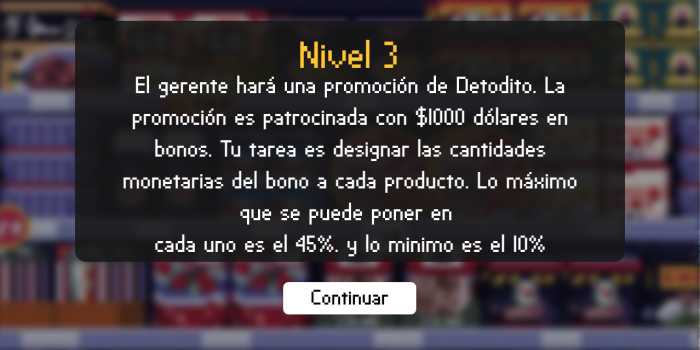 Nivel 3
El gerente hará una promoción de Detodito. La
promoción es patrocinada con $1000 dólares en
bonos. Tu tarea es designar las cantidades
monetarias del bono a cada producto. Lo máximo
que se puede poner en
cada uno es el 45%. y lo minimo es el 10%
Continuar